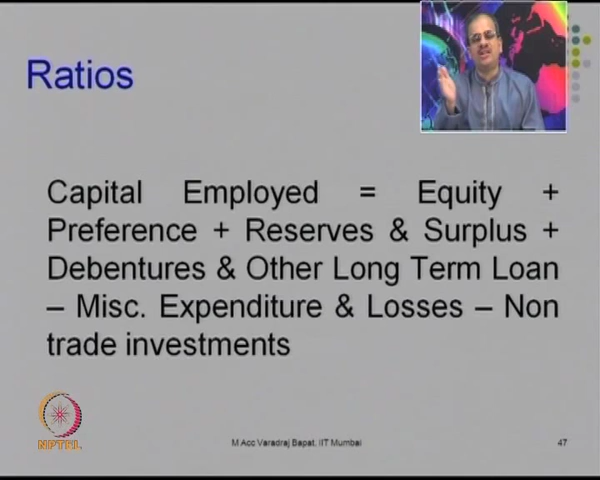 Ratios
Capital Employed = Equity +
Preference + Reserves & Surplus +
Debentures & Other Long Term Loan
– Misc. Expenditure & Losses – Non
trade investments
NPTEL
M Acc Varadraj Bapat, IIT Mumbai
47